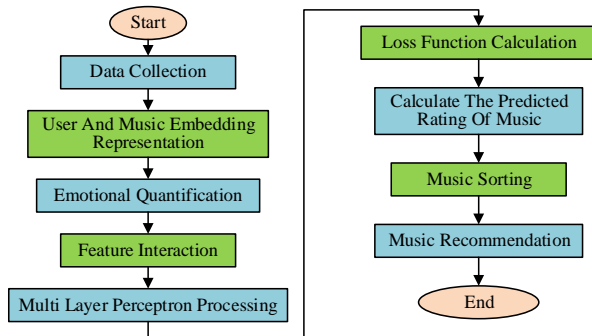 Start
Data Collection
User And Music Embedding
Representation
Emotional Quantification
Feature Interaction
Multi Layer Perceptron Processing
Loss Function Calculation
Calculate The Predicted
Rating Of Music
Music Sorting
Music Recommendation
End